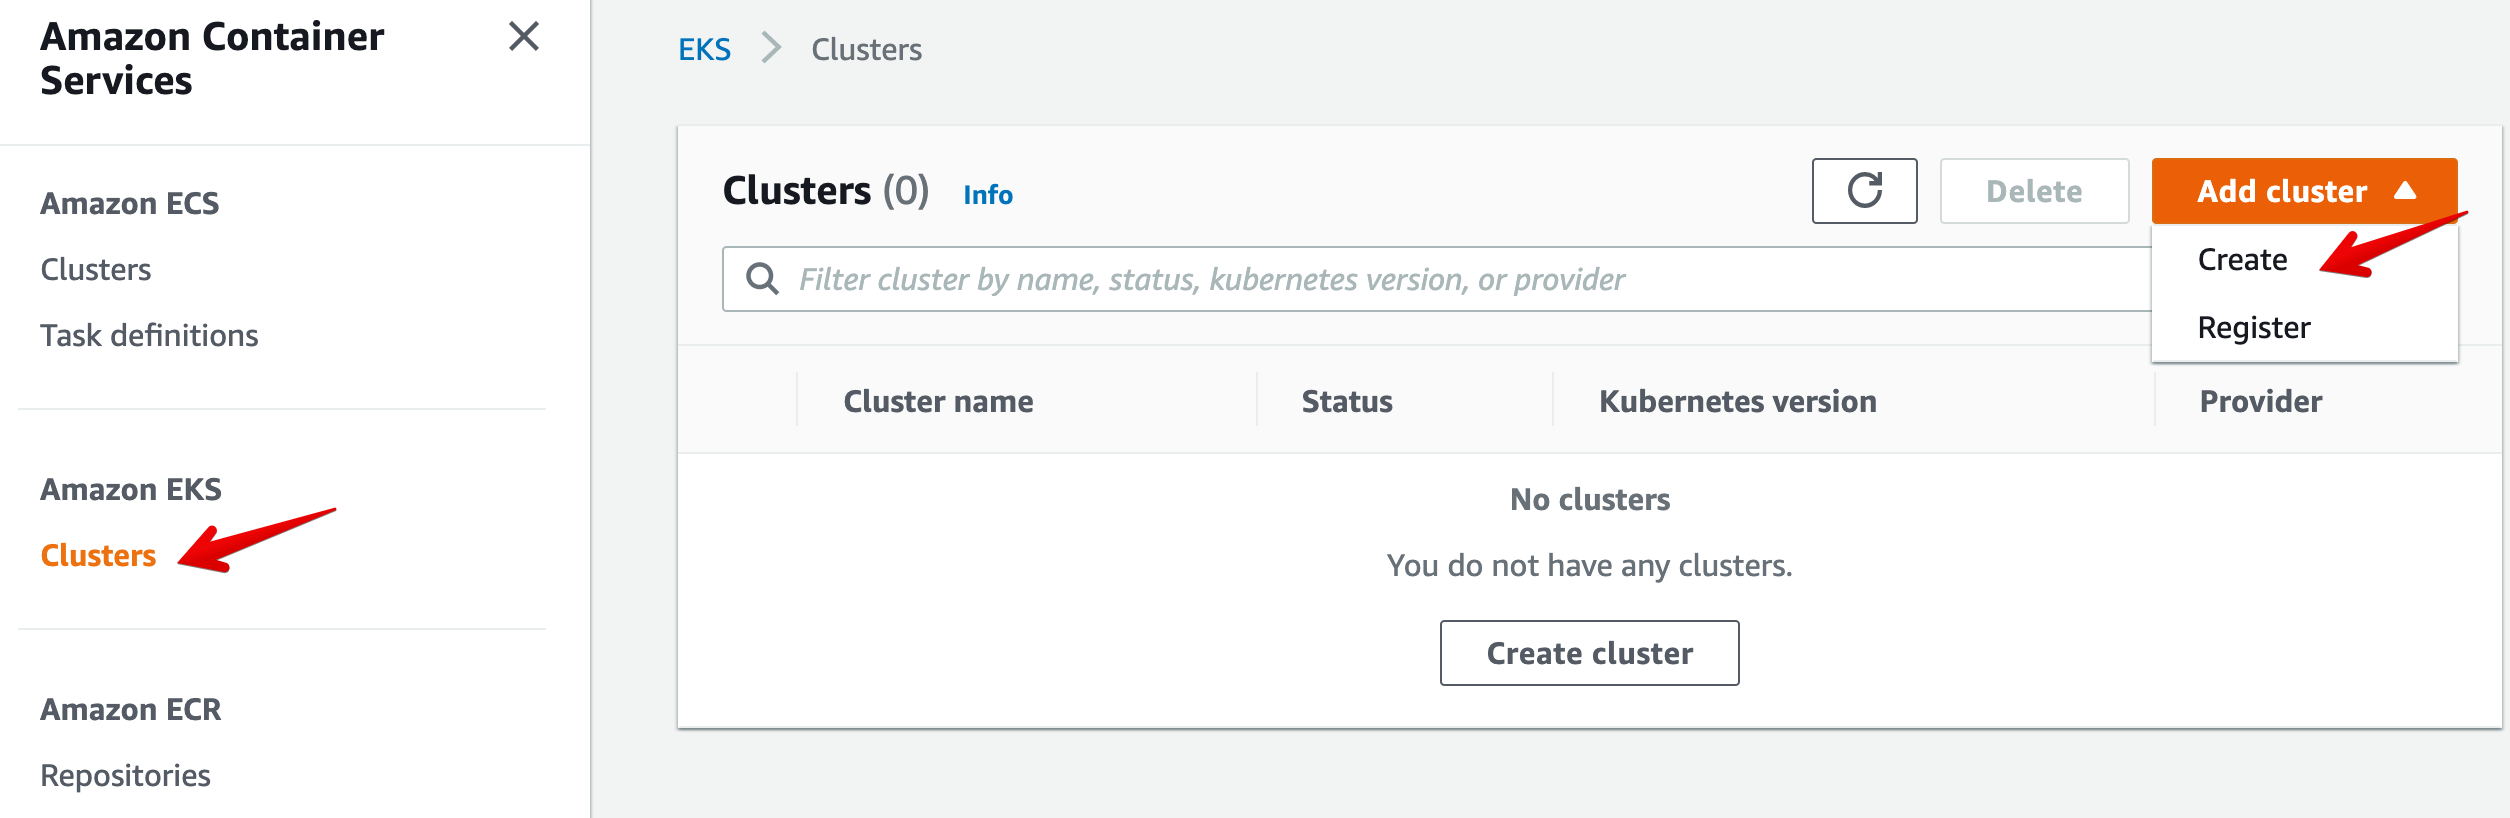 Amazon Container
Services
Amazon ECS
Clusters
Task definitions
Amazon EKS
Clusters
Amazon ECR
Repositories
EKS Clusters
Clusters (0) Info
Delete
Add cluster
Create
Register
Filter cluster by name, status, kubernetes version, or provider
Cluster name Status Kubernetes version Provider
No clusters
You do not have any clusters.
Create cluster